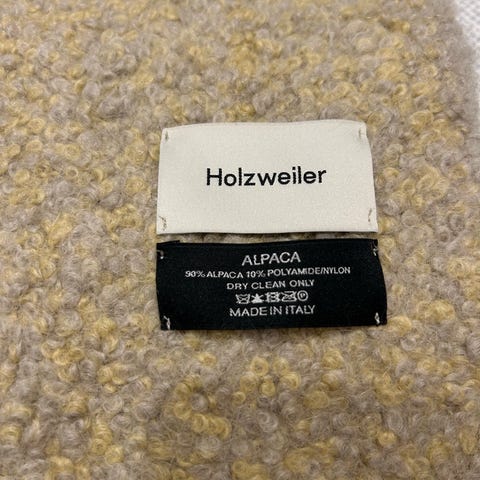 Holzweiler
ALPACA
90% ALPACA 10% POLYAMIDE/NYLON
DRY CLEAN ONLY
MADE IN ITALY